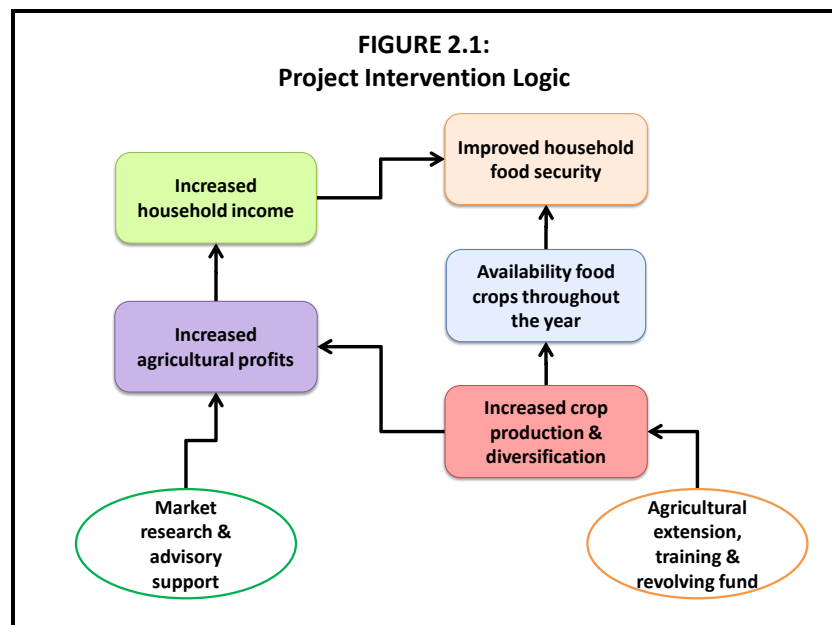 FIGURE 2.1:
Project Intervention Logic
Improved household
food security
Increased
household income
Availability food
crops throughout
the year
Increased
agricultural profits
Increased crop
production &
diversification
Market
research &
advisory
support
Agricultural
extension,
training &
revolving fund